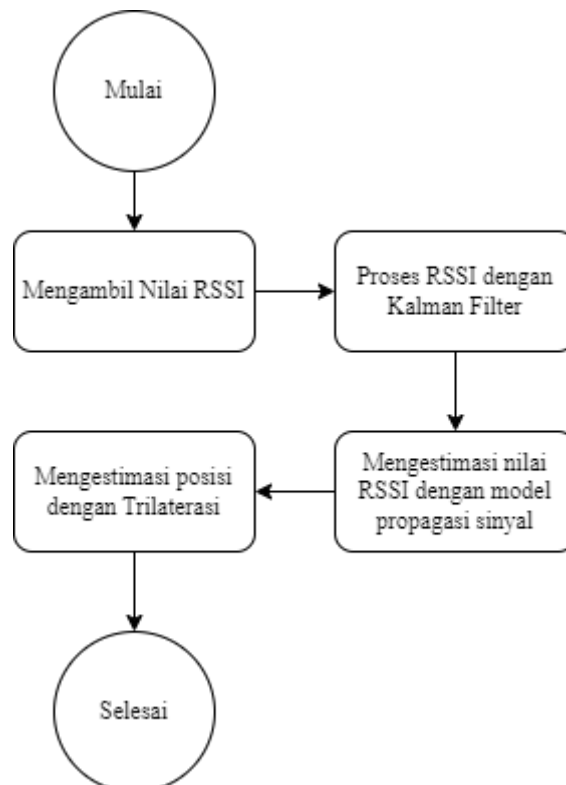 Mulai
Mengambil Nilai RSSI
Proses RSSI dengan
Kalman Filter
Mengestimasi nilai
RSSI dengan model
propagasi sinyal
Mengestimasi posisi
dengan Trilaterasi
Selesai